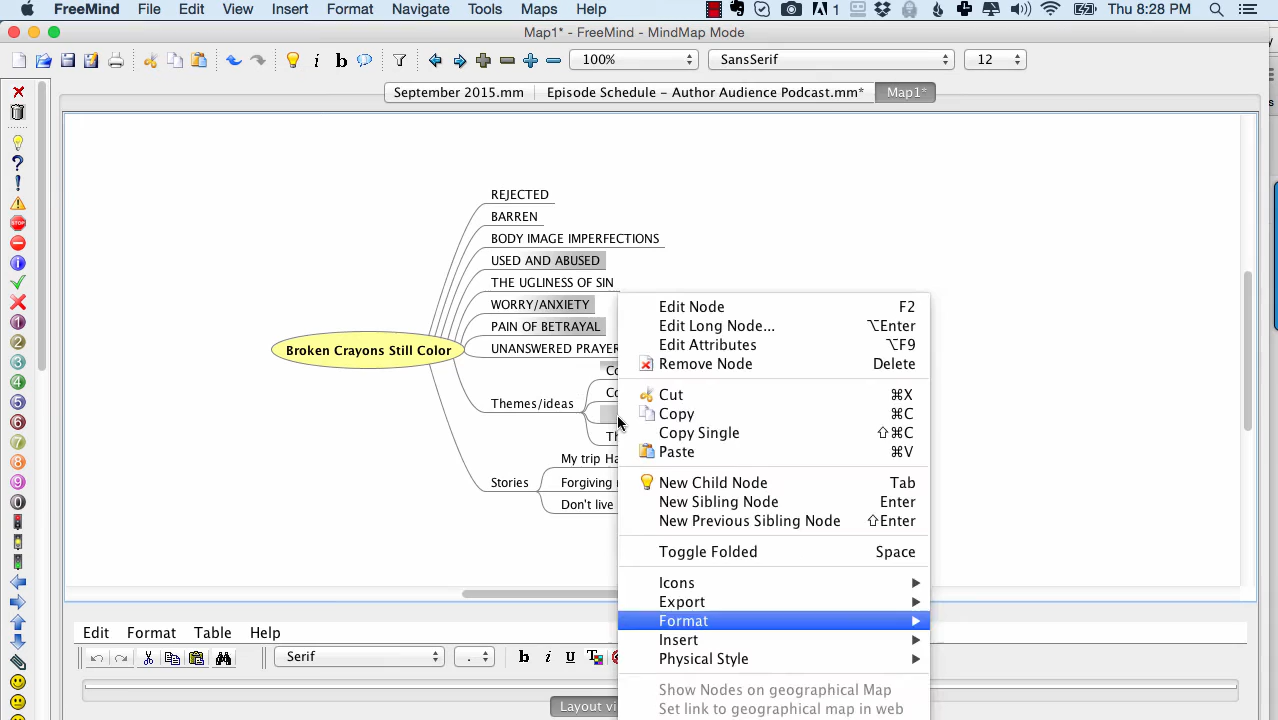 FreeMind File Edit View Insert Format Navigate Tools Maps Help 1 Thu 8:28 PM
Map1* - FreeMind - MindMap Mode
100% SansSerif 12
September 2015.mm Episode Schedule - Author Audience Podcast.mm* Map1*
REJECTED
BARREN
BODY IMAGE IMPERFECTIONS
USED AND ABUSED
THE UGLINESS OF SIN
WORRY/ANXIETY
PAIN OF BETRAYAL
UNANSWERED PRAYER
Broken Crayons Still Color
Themes/ideas
Stories
My trip Ha
Forgiving
Don't live
Edit Node F2
Edit Long Node... ⌥Enter
Edit Attributes ⌥F9
Remove Node Delete
Cut ⌘X
Copy ⌘C
Copy Single ⇧⌘C
Paste ⌘V
New Child Node Tab
New Sibling Node Enter
New Previous Sibling Node ⇧Enter
Toggle Folded Space
Icons
Export
Format
Insert
Physical Style
Show Nodes on geographical Map
Set link to geographical map in web
Edit Format Table Help
Serif .
Layout vi